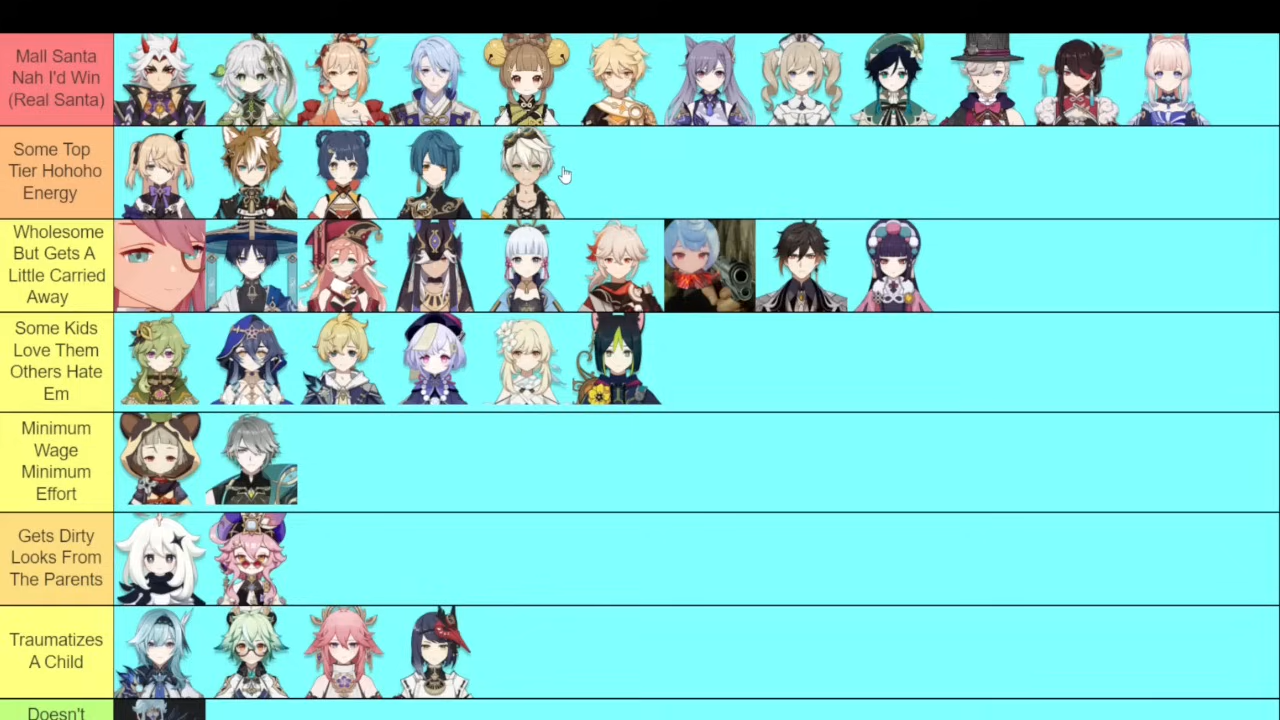 Mall Santa
Nah I'd Win
(Real Santa)
Some Top
Tier Hohoho
Energy
Wholesome
But Gets A
Little Carried
Away
Some Kids
Love Them
Others Hate
Em
Minimum
Wage
Minimum
Effort
Gets Dirty
Looks From
The Parents
Traumatizes
A Child
Doesn't